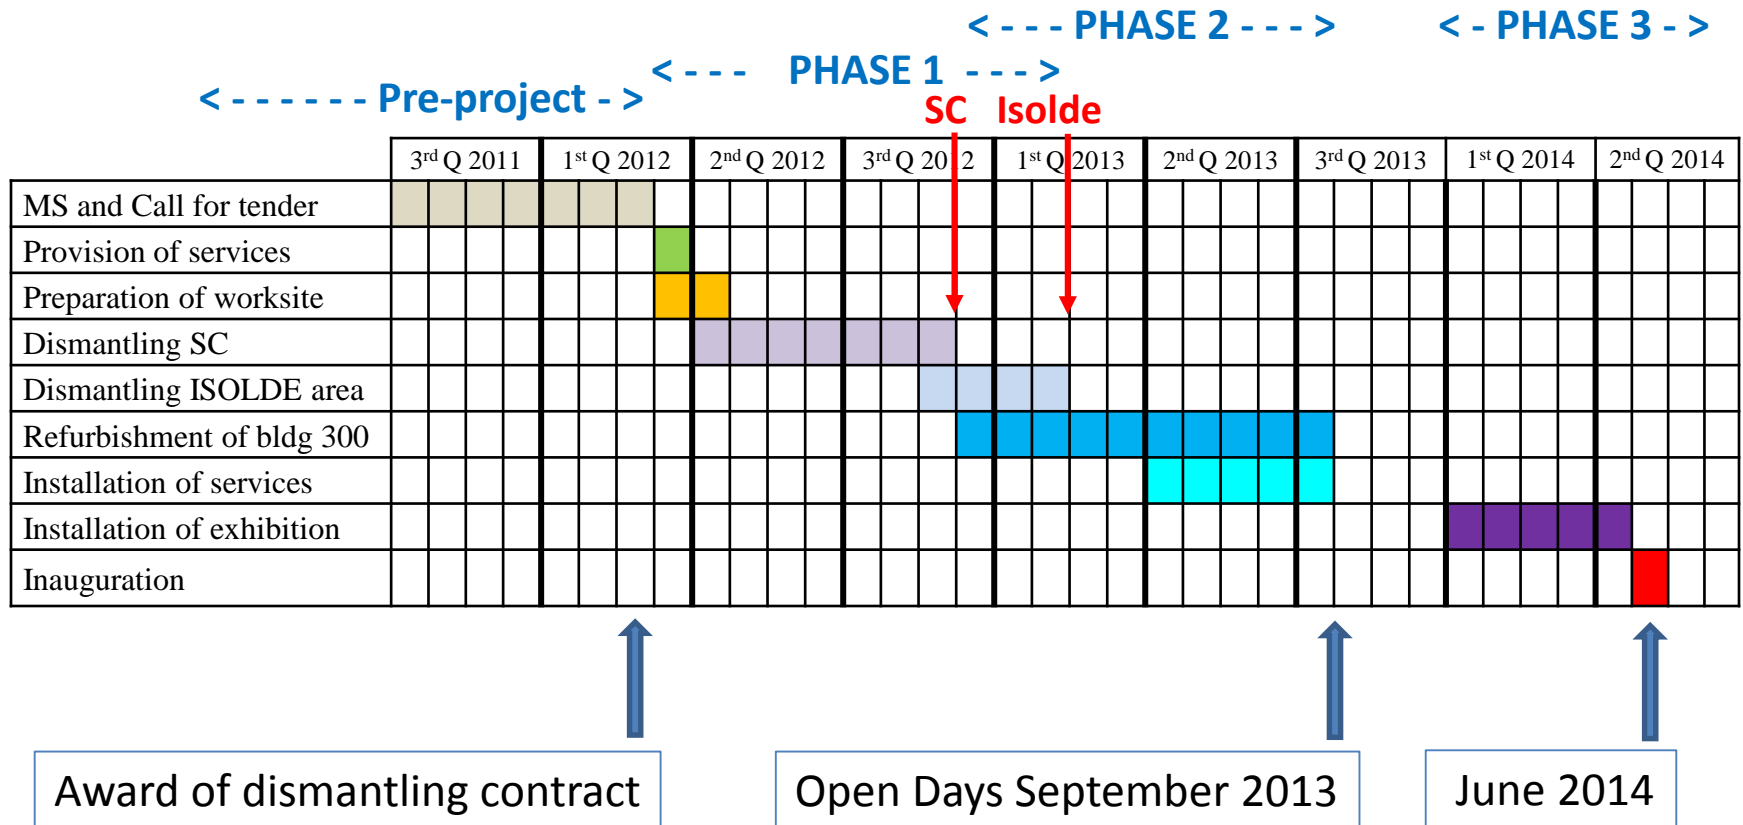 < - - - PHASE 2 - - - > < - PHASE 3 - >
< - - - PHASE 1 - - - >
< - - - - - - Pre-project - >
SC Isolde
3rd Q 2011 1st Q 2012 2nd Q 2012 3rd Q 2012 1st Q 2013 2nd Q 2013 3rd Q 2013 1st Q 2014 2nd Q 2014
MS and Call for tender
Provision of services
Preparation of worksite
Dismantling SC
Dismantling ISOLDE area
Refurbishment of bldg 300
Installation of services
Installation of exhibition
Inauguration
Award of dismantling contract
Open Days September 2013
June 2014